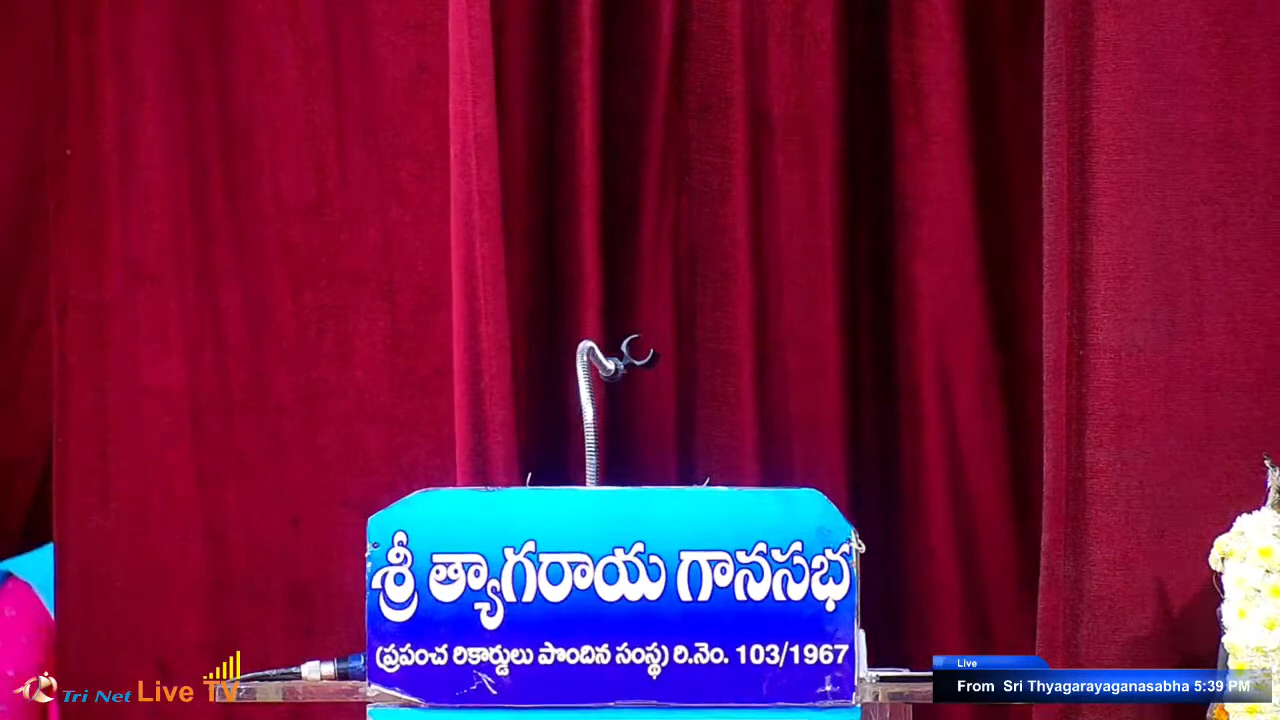 శ్రీ త్యాగరాయ గానసభ
(ప్రపంచ రికార్డులు పొందిన సంస్థ) రి.నెం. 103/1967
Tri Net Live TV
Live
From Sri Thyagarayaganasabha 5:39 PM